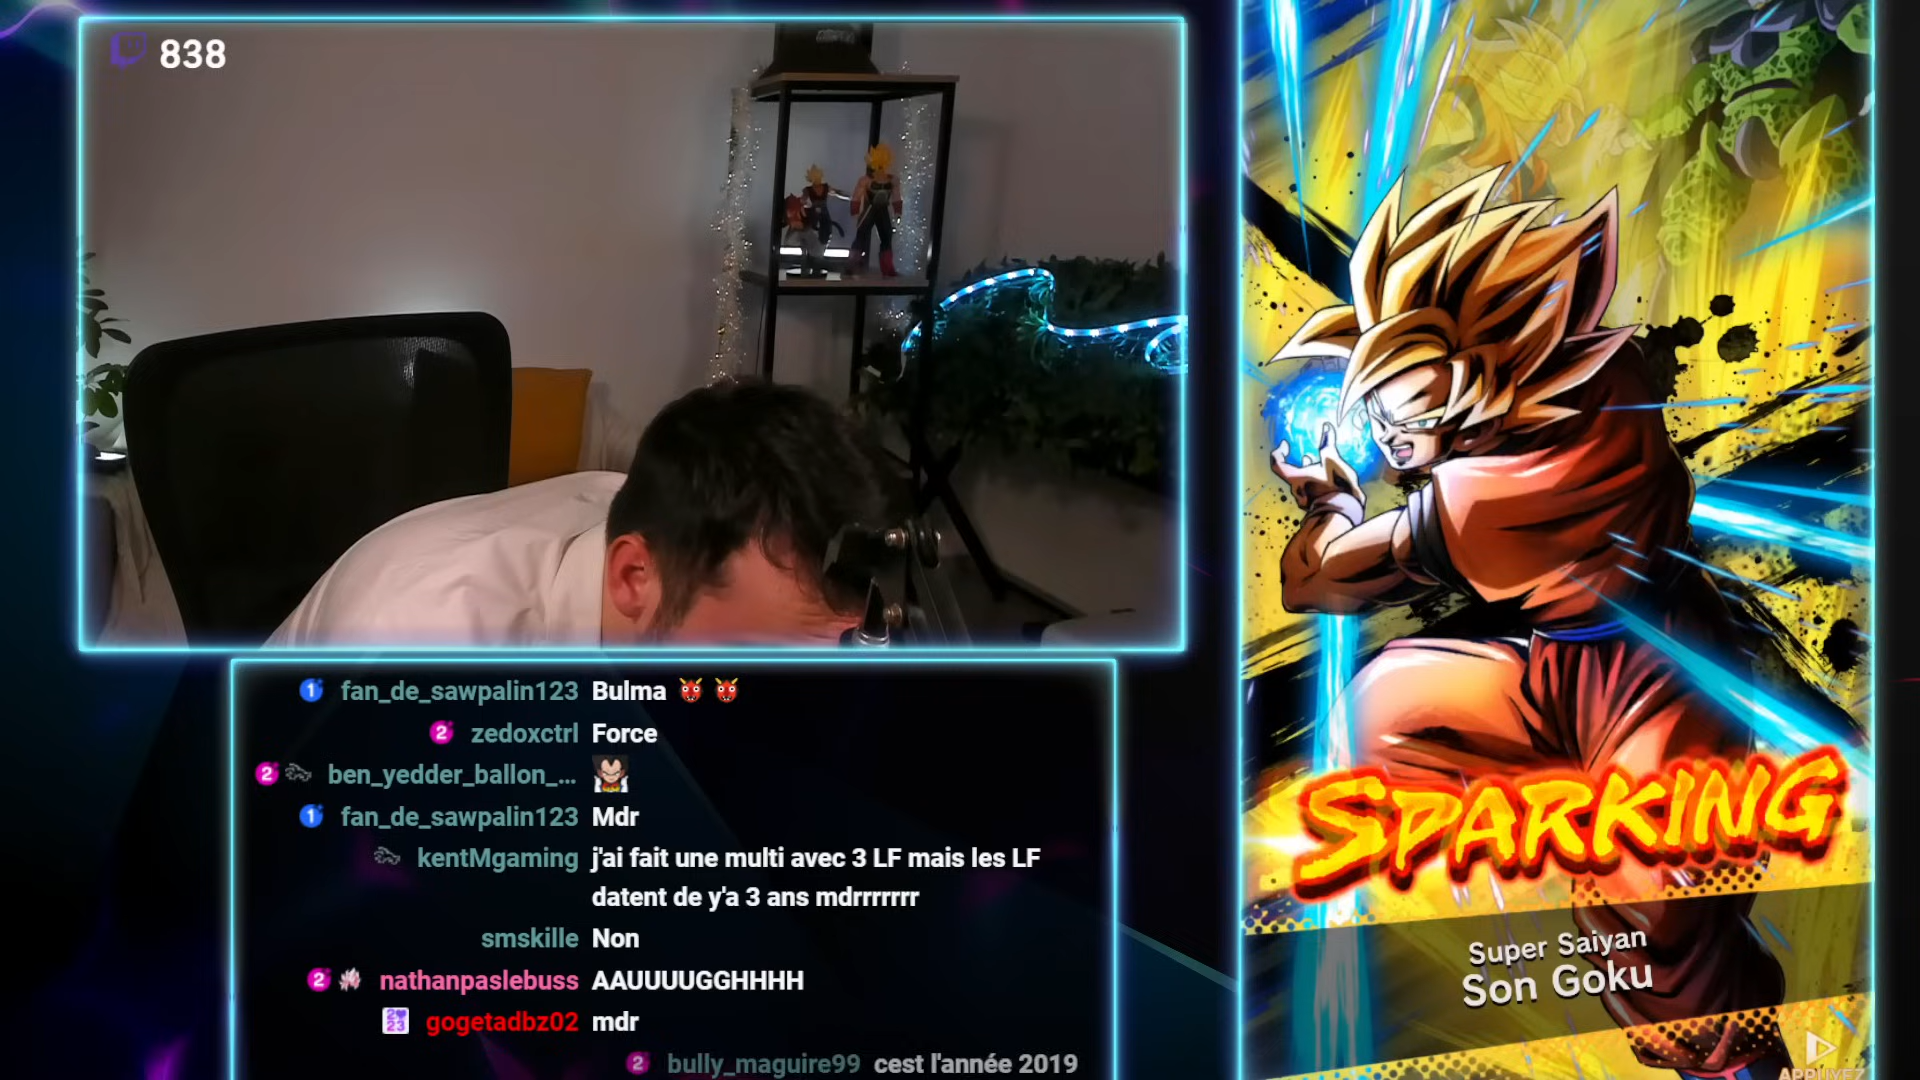 838
fan_de_sawpalin123 Bulma
zedoxctrl Force
ben_yedder_ballon_...
fan_de_sawpalin123 Mdr
kentMgaming j'ai fait une multi avec 3 LF mais les LF
datent de y'a 3 ans mdrrrrrrr
smskille Non
nathanpaslebuss AAUUUUGGHHHH
gogetadbz02 mdr
bully_maguire99 cest l'année 2019
SPARKING
Super Saiyan
Son Goku
APPUYEZ